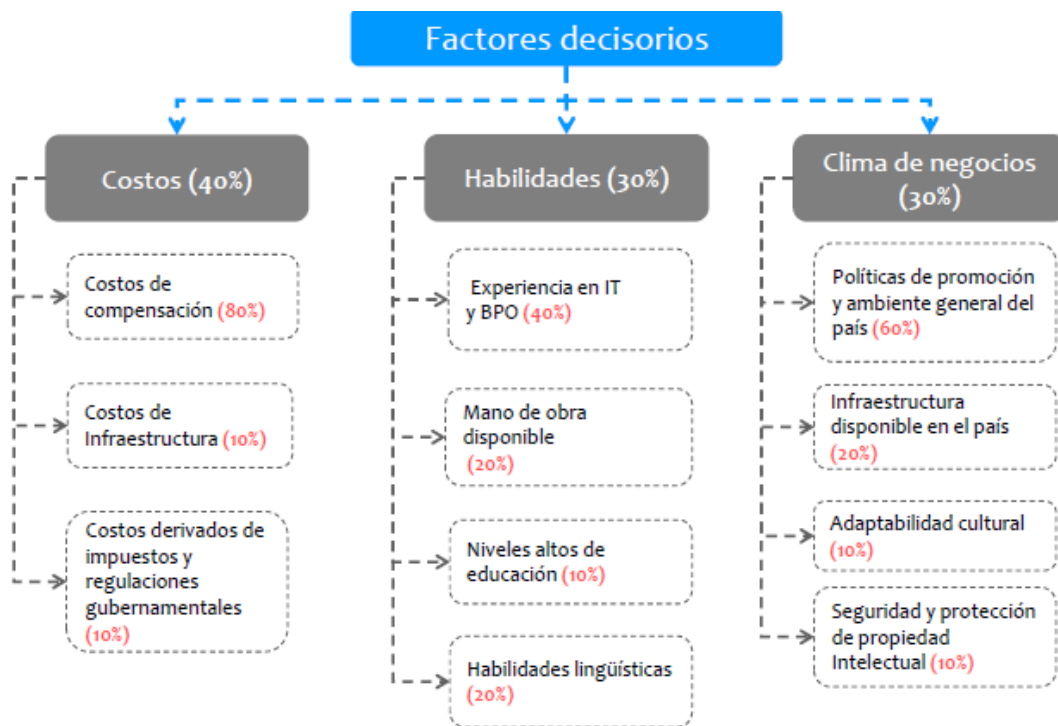 Factores decisorios
Costos (40%)
Costos de
compensación (80%)
Costos de
Infraestructura (10%)
Costos derivados de
impuestos y
regulaciones
gubernamentales
(10%)
Habilidades (30%)
Experiencia en IT
y BPO (40%)
Mano de obra
disponible
(20%)
Niveles altos de
educación (10%)
Habilidades lingüísticas
(20%)
Clima de negocios
(30%)
Políticas de promoción
y ambiente general del
país (60%)
Infraestructura
disponible en el país
(20%)
Adaptabilidad cultural
(10%)
Seguridad y protección
de propiedad
Intelectual (10%)